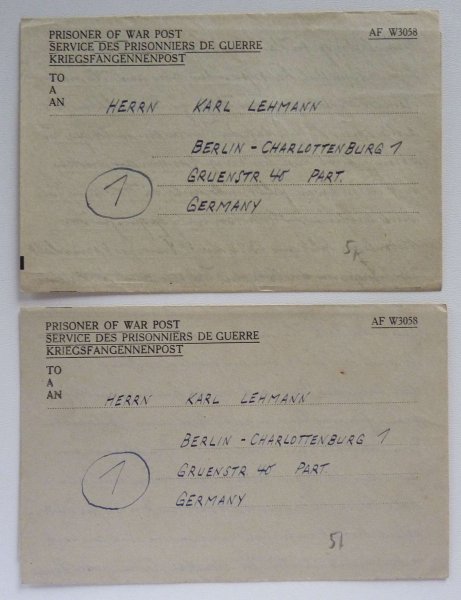 PRISONER OF WAR POST
AF W3058
SERVICE DES PRISONNIERS DE GUERRE
KRIEGSFANGENNENPOST
TO
A
AN
HERRN KARL LEHMANN
BERLIN - CHARLOTTENBURG 1
1
GRUENSTR. 40 PART.
GERMANY
PRISONER OF WAR POST
AF W3058
SERVICE DES PRISONNIERS DE GUERRE
KRIEGSFANGENNENPOST
TO
A
AN
HERRN KARL LEHMANN
BERLIN - CHARLOTTENBURG 1
1
GRUENSTR. 40 PART.
GERMANY